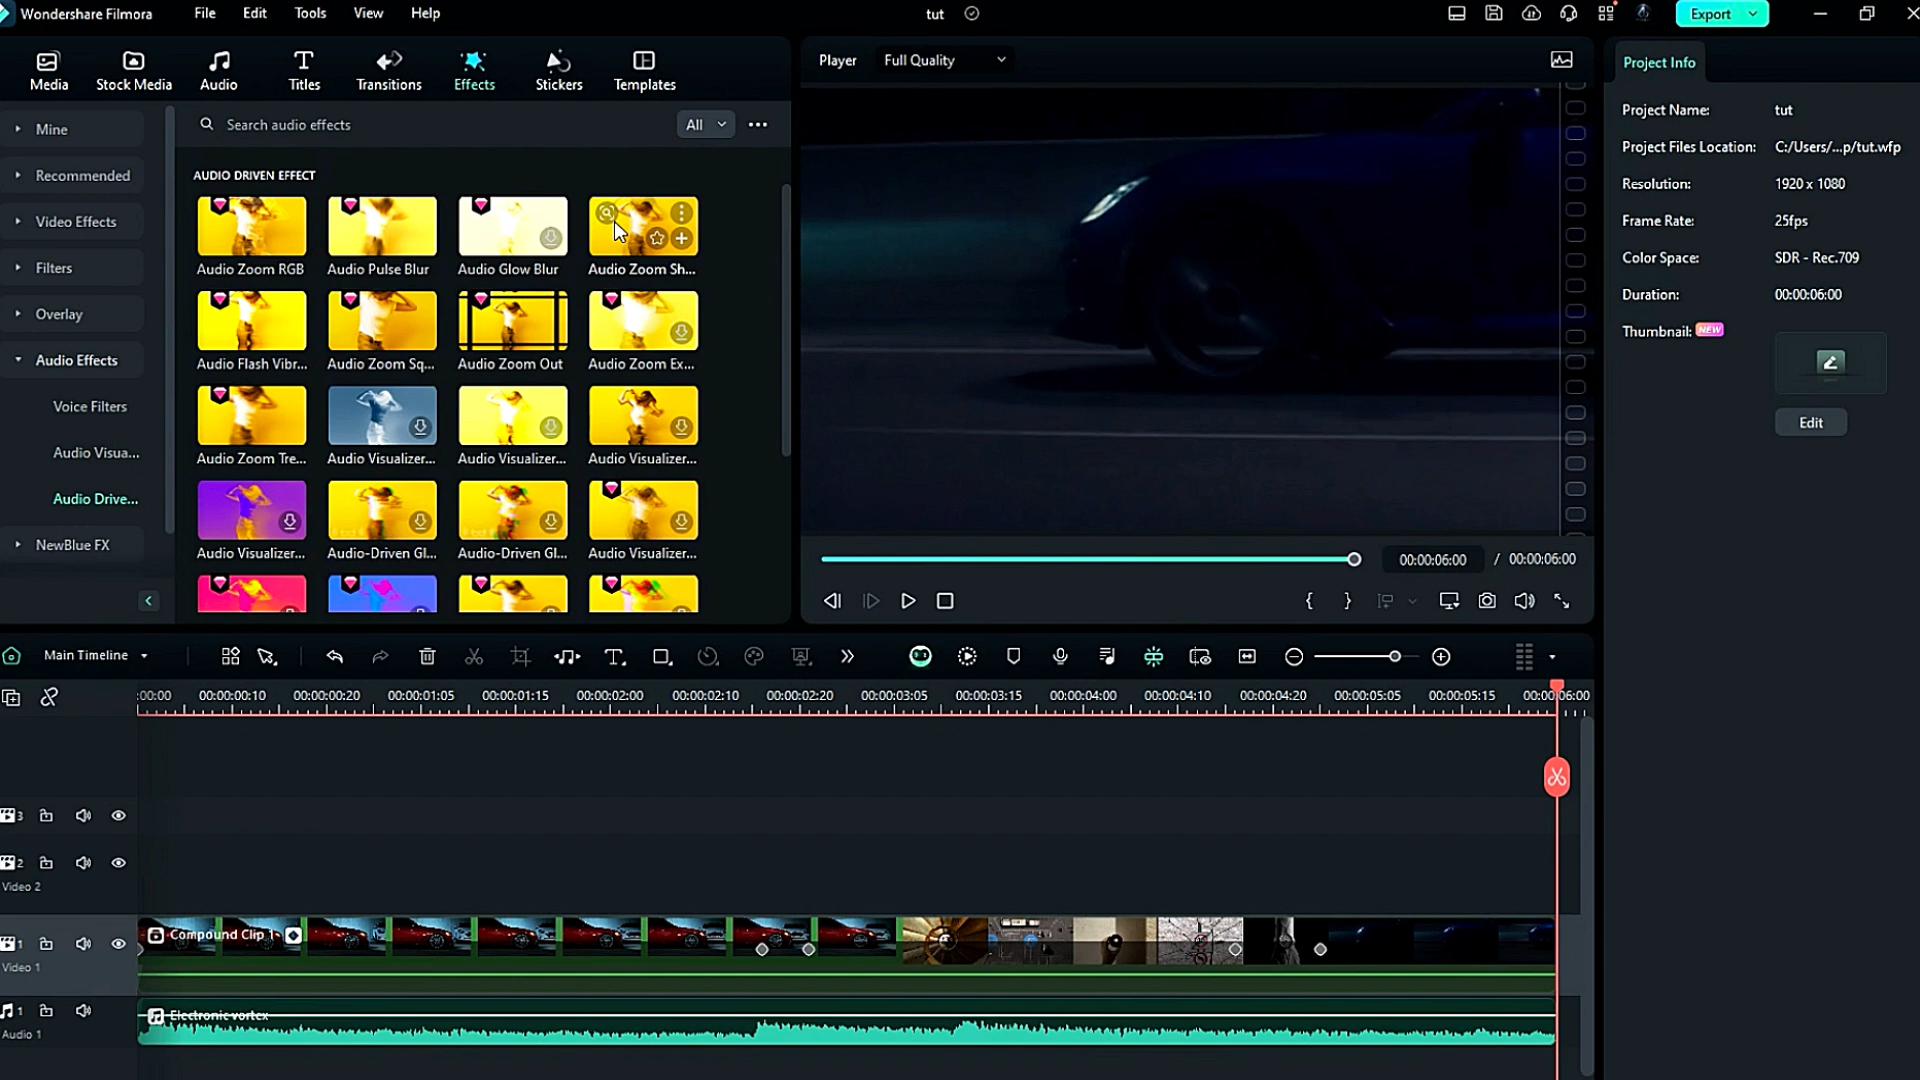 Wondershare Filmora
File Edit Tools View Help
tut
Export
Media Stock Media Audio Titles Transitions Effects Stickers Templates
Player Full Quality
Project Info
Mine
Recommended
Video Effects
Filters
Overlay
Audio Effects
Voice Filters
Audio Visua...
Audio Drive...
NewBlue FX
Search audio effects
All
AUDIO DRIVEN EFFECT
Audio Zoom RGB Audio Pulse Blur Audio Glow Blur Audio Zoom Sh...
Audio Flash Vibr... Audio Zoom Sq... Audio Zoom Out Audio Zoom Ex...
Audio Zoom Tre... Audio Visualizer... Audio Visualizer... Audio Visualizer...
Audio Visualizer... Audio-Driven Gl... Audio-Driven Gl... Audio Visualizer...
00:00:06:00 / 00:00:06:00
Project Name: tut
Project Files Location: C:/Users/...p/tut.wfp
Resolution: 1920 x 1080
Frame Rate: 25fps
Color Space: SDR - Rec.709
Duration: 00:00:06:00
Thumbnail: NEW
Edit
Main Timeline
:00:00 00:00:00:10 00:00:00:20 00:00:01:05 00:00:01:15 00:00:02:00 00:00:02:10 00:00:02:20 00:00:03:05 00:00:03:15 00:00:04:00 00:00:04:10 00:00:04:20 00:00:05:05 00:00:05:15 00:00:06:00
3
2
Video 2
1
Compound Clip 1
Video 1
1
Electronic vortex
Audio 1